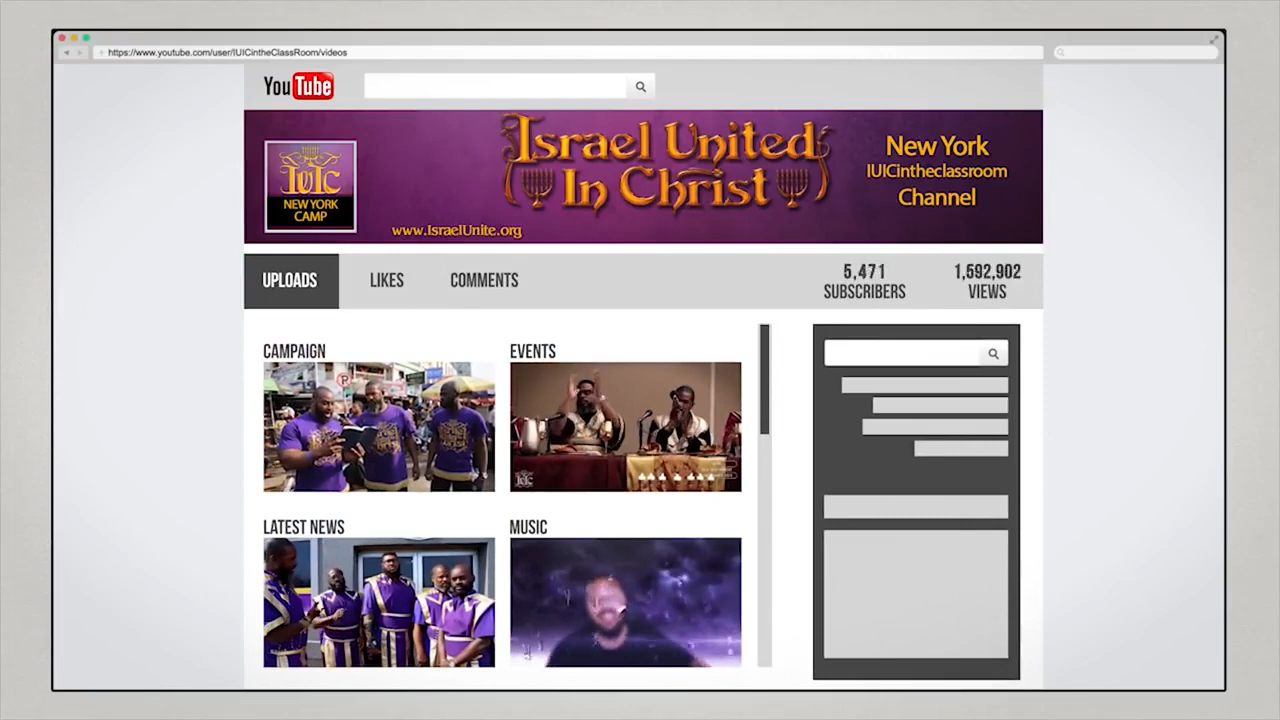 https://www.youtube.com/user/IUICintheClassRoom/videos
YouTube
Israel United
In Christ
New York
IUICintheclassroom
Channel
IUIC
NEW YORK
CAMP
www.IsraelUnite.org
UPLOADS
LIKES
COMMENTS
5,471
SUBSCRIBERS
1,592,902
VIEWS
CAMPAIGN
EVENTS
P
IUIC
LATEST NEWS
MUSIC